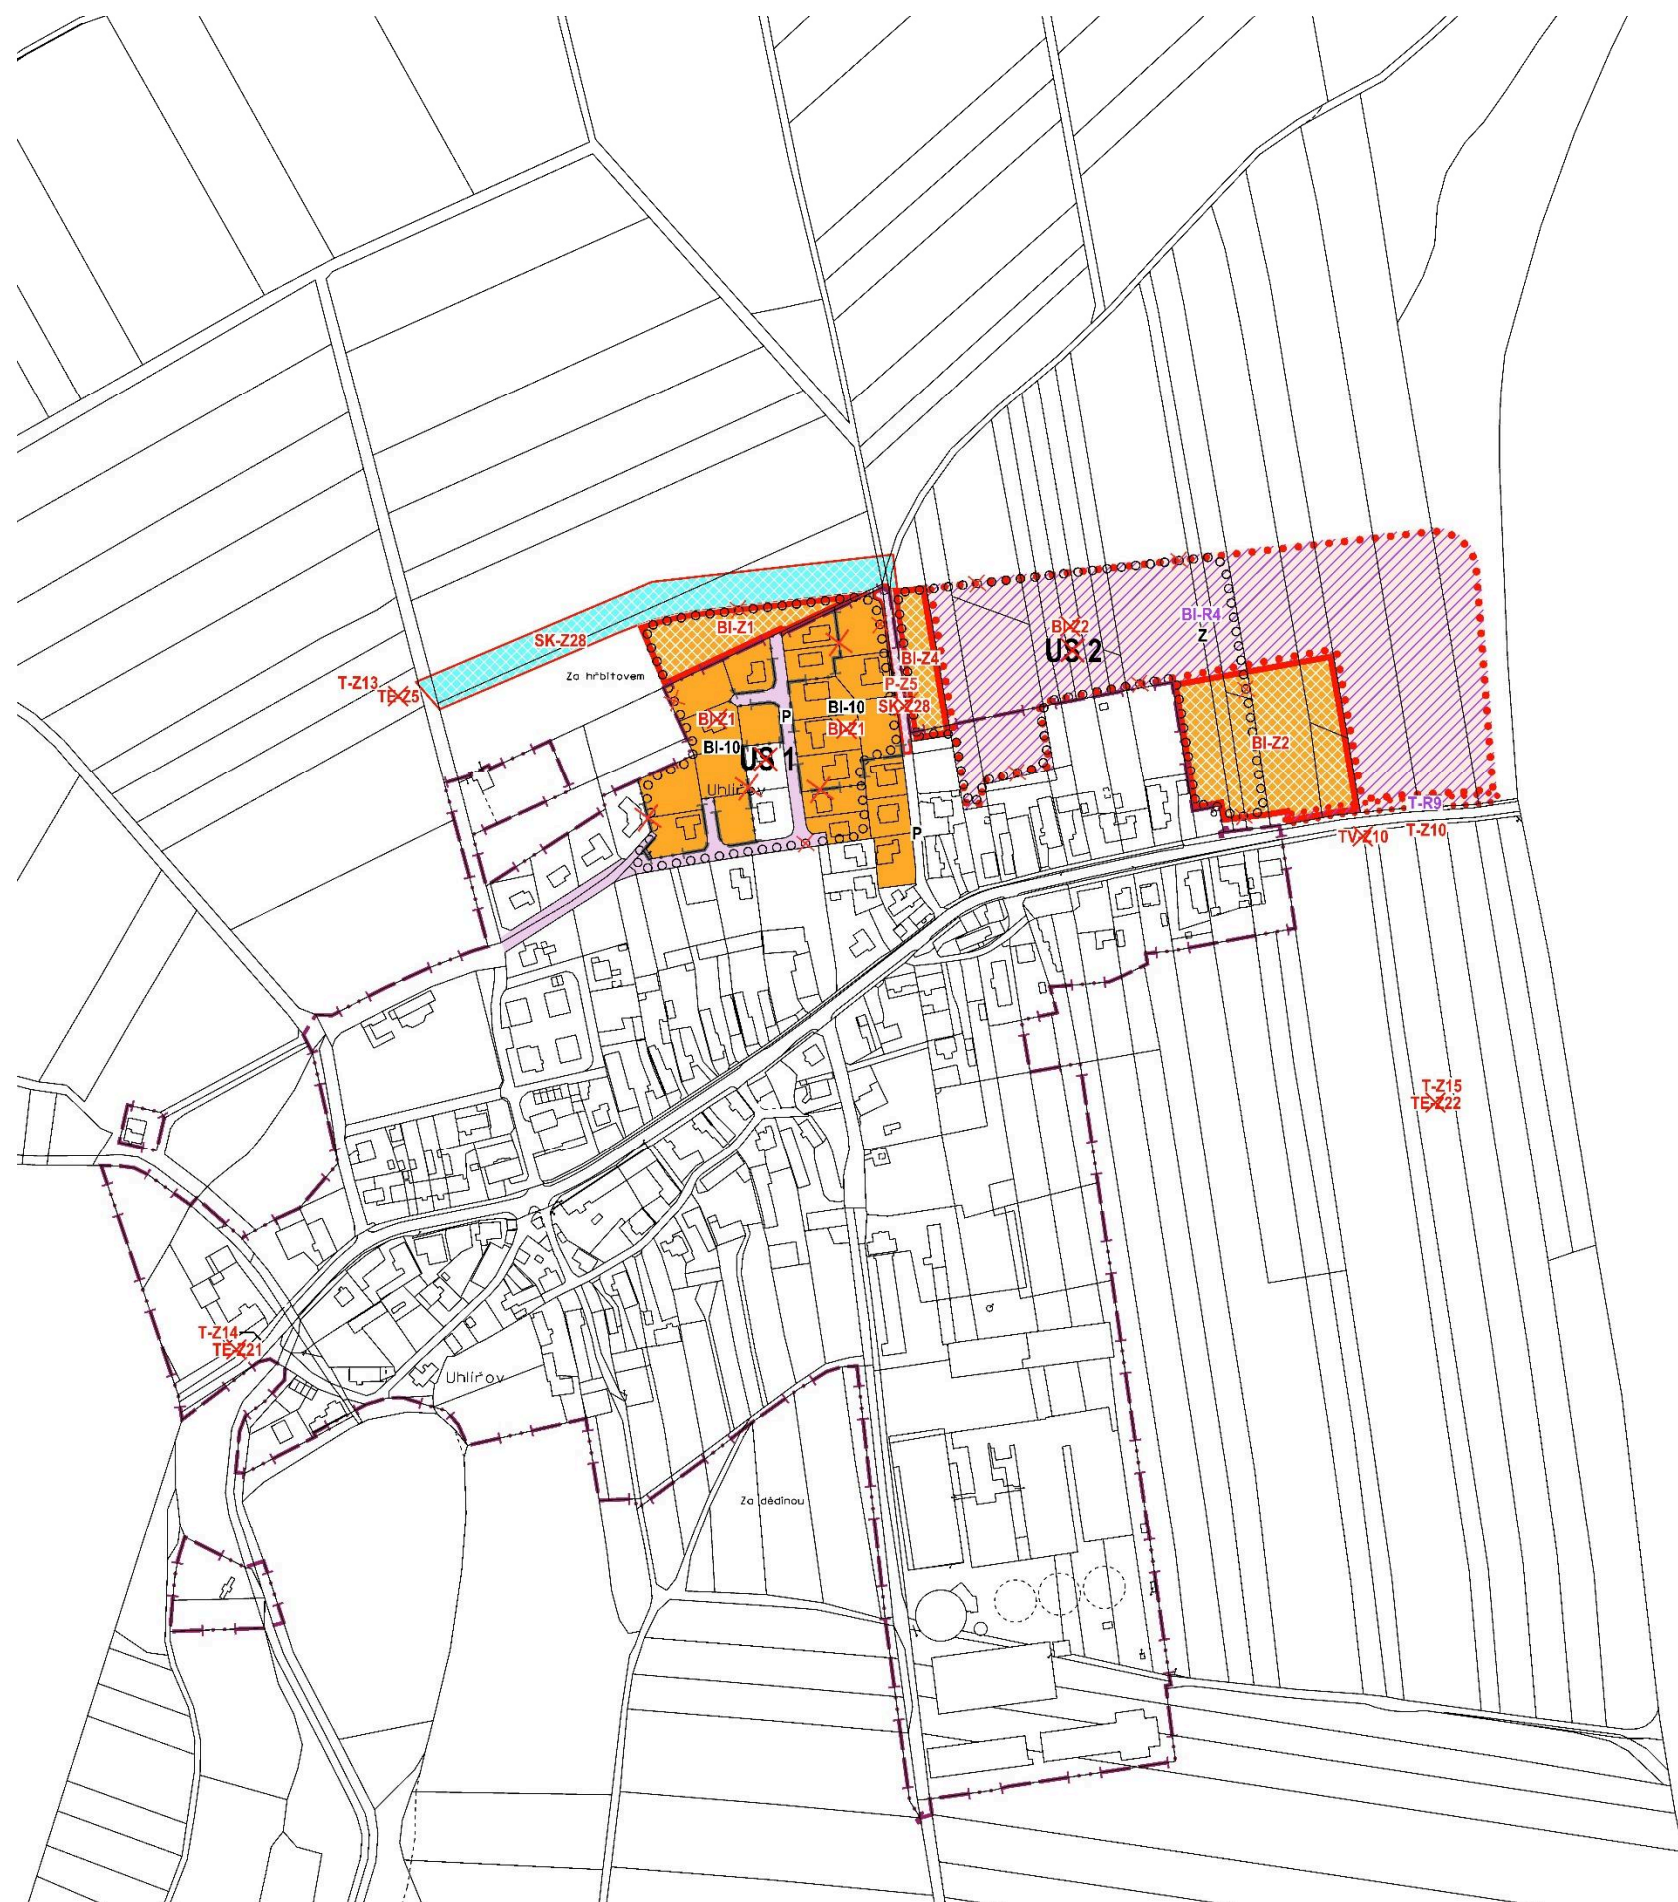 BI-R4
Z
BI-Z2
US 2
BI-Z1
SK-Z28
BI-Z4
Za hřbitovem
T-Z13
TE-Z5
P-Z5
SK-Z28
BI-10
P
BI-Z1
BI-Z1
BI-10
US 1
BI-Z2
Uhlířov
T-R9
P
TV-Z10
T-Z10
T-Z15
TE-Z22
T-Z14
TE-Z21
Uhlířov
Za dědinou